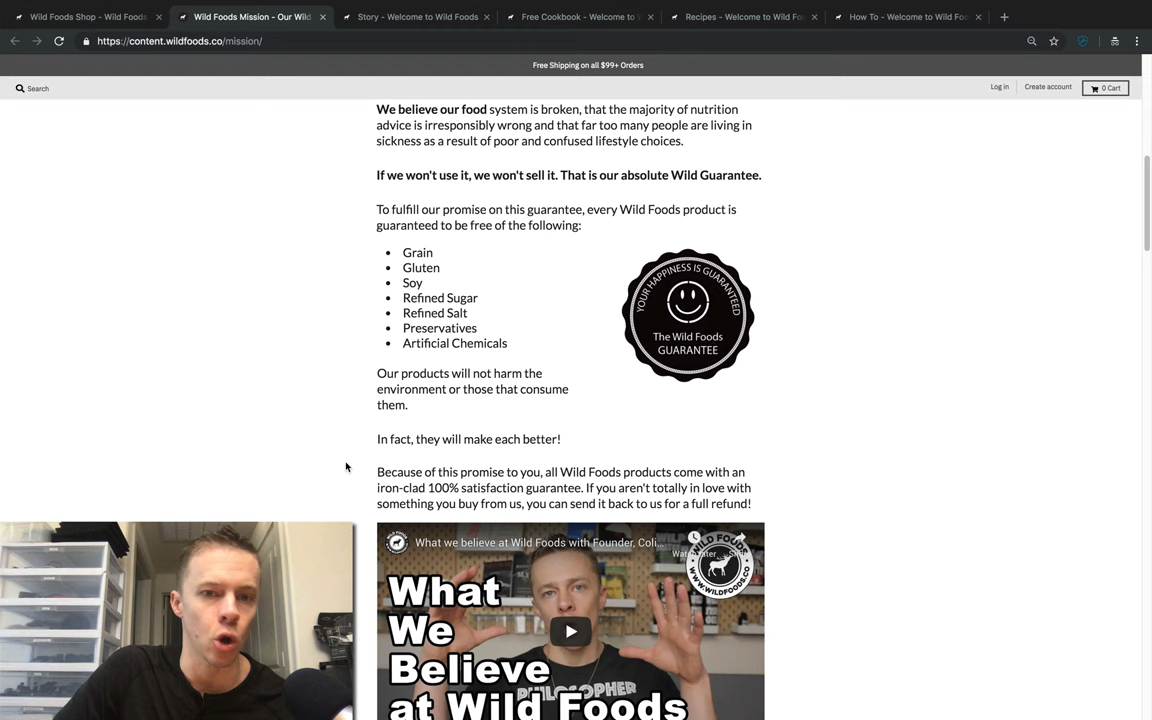 Wild Foods Shop - Wild Foods
Wild Foods Mission - Our Wild
Story - Welcome to Wild Foods
Free Cookbook - Welcome to
Recipes - Welcome to Wild Foo
How To - Welcome to Wild Foo
https://content.wildfoods.co/mission/
Free Shipping on all $99+ Orders
Search
Log in
Create account
0 Cart
We believe our food system is broken, that the majority of nutrition
advice is irresponsibly wrong and that far too many people are living in
sickness as a result of poor and confused lifestyle choices.
If we won't use it, we won't sell it. That is our absolute Wild Guarantee.
To fulfill our promise on this guarantee, every Wild Foods product is
guaranteed to be free of the following:
• Grain
• Gluten
• Soy
• Refined Sugar
• Refined Salt
• Preservatives
• Artificial Chemicals
YOUR HAPPINESS IS GUARANTEED
The Wild Foods
GUARANTEE
Our products will not harm the
environment or those that consume
them.
In fact, they will make each better!
Because of this promise to you, all Wild Foods products come with an
iron-clad 100% satisfaction guarantee. If you aren't totally in love with
something you buy from us, you can send it back to us for a full refund!
What we believe at Wild Foods with Founder, Coli...
Watch later
WILD FOODS
WWW.WILDFOODS.CO
What
We
Believe
at Wild Foods
PHILOSOPHER